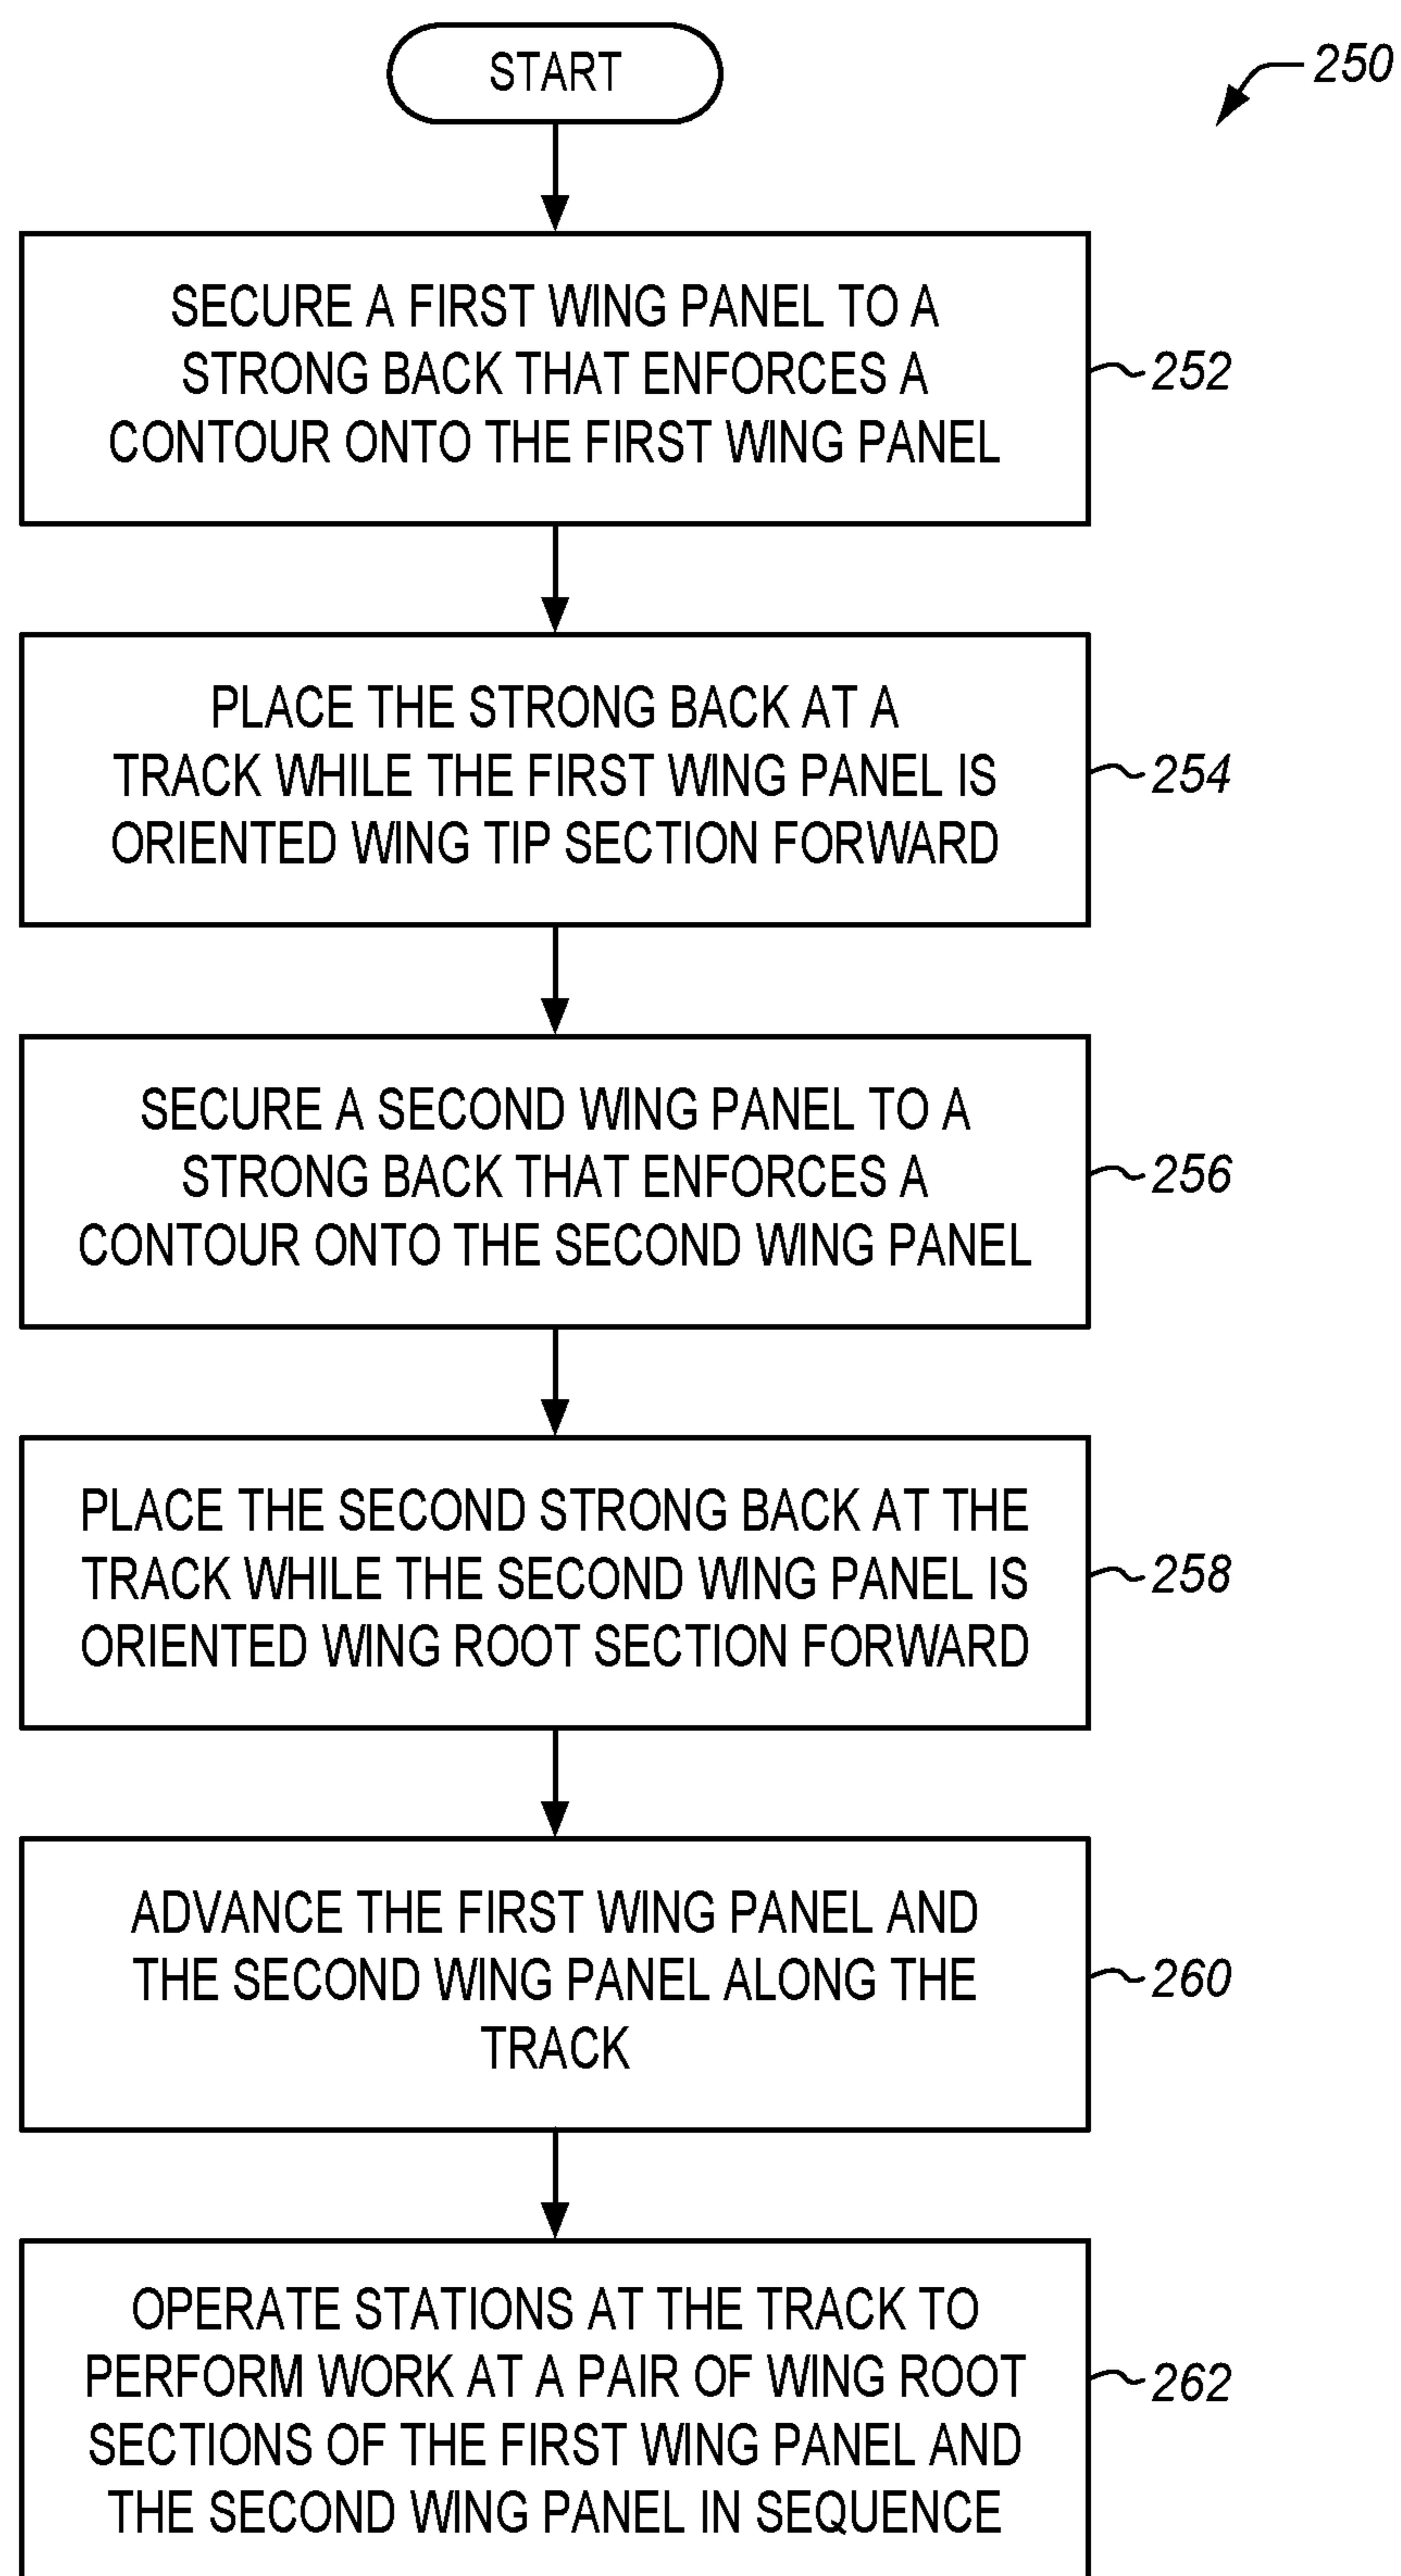 START
250
SECURE A FIRST WING PANEL TO A
STRONG BACK THAT ENFORCES A
CONTOUR ONTO THE FIRST WING PANEL
252
PLACE THE STRONG BACK AT A
TRACK WHILE THE FIRST WING PANEL IS
ORIENTED WING TIP SECTION FORWARD
254
SECURE A SECOND WING PANEL TO A
STRONG BACK THAT ENFORCES A
CONTOUR ONTO THE SECOND WING PANEL
256
PLACE THE SECOND STRONG BACK AT THE
TRACK WHILE THE SECOND WING PANEL IS
ORIENTED WING ROOT SECTION FORWARD
258
ADVANCE THE FIRST WING PANEL AND
THE SECOND WING PANEL ALONG THE
TRACK
260
OPERATE STATIONS AT THE TRACK TO
PERFORM WORK AT A PAIR OF WING ROOT
SECTIONS OF THE FIRST WING PANEL AND
THE SECOND WING PANEL IN SEQUENCE
262